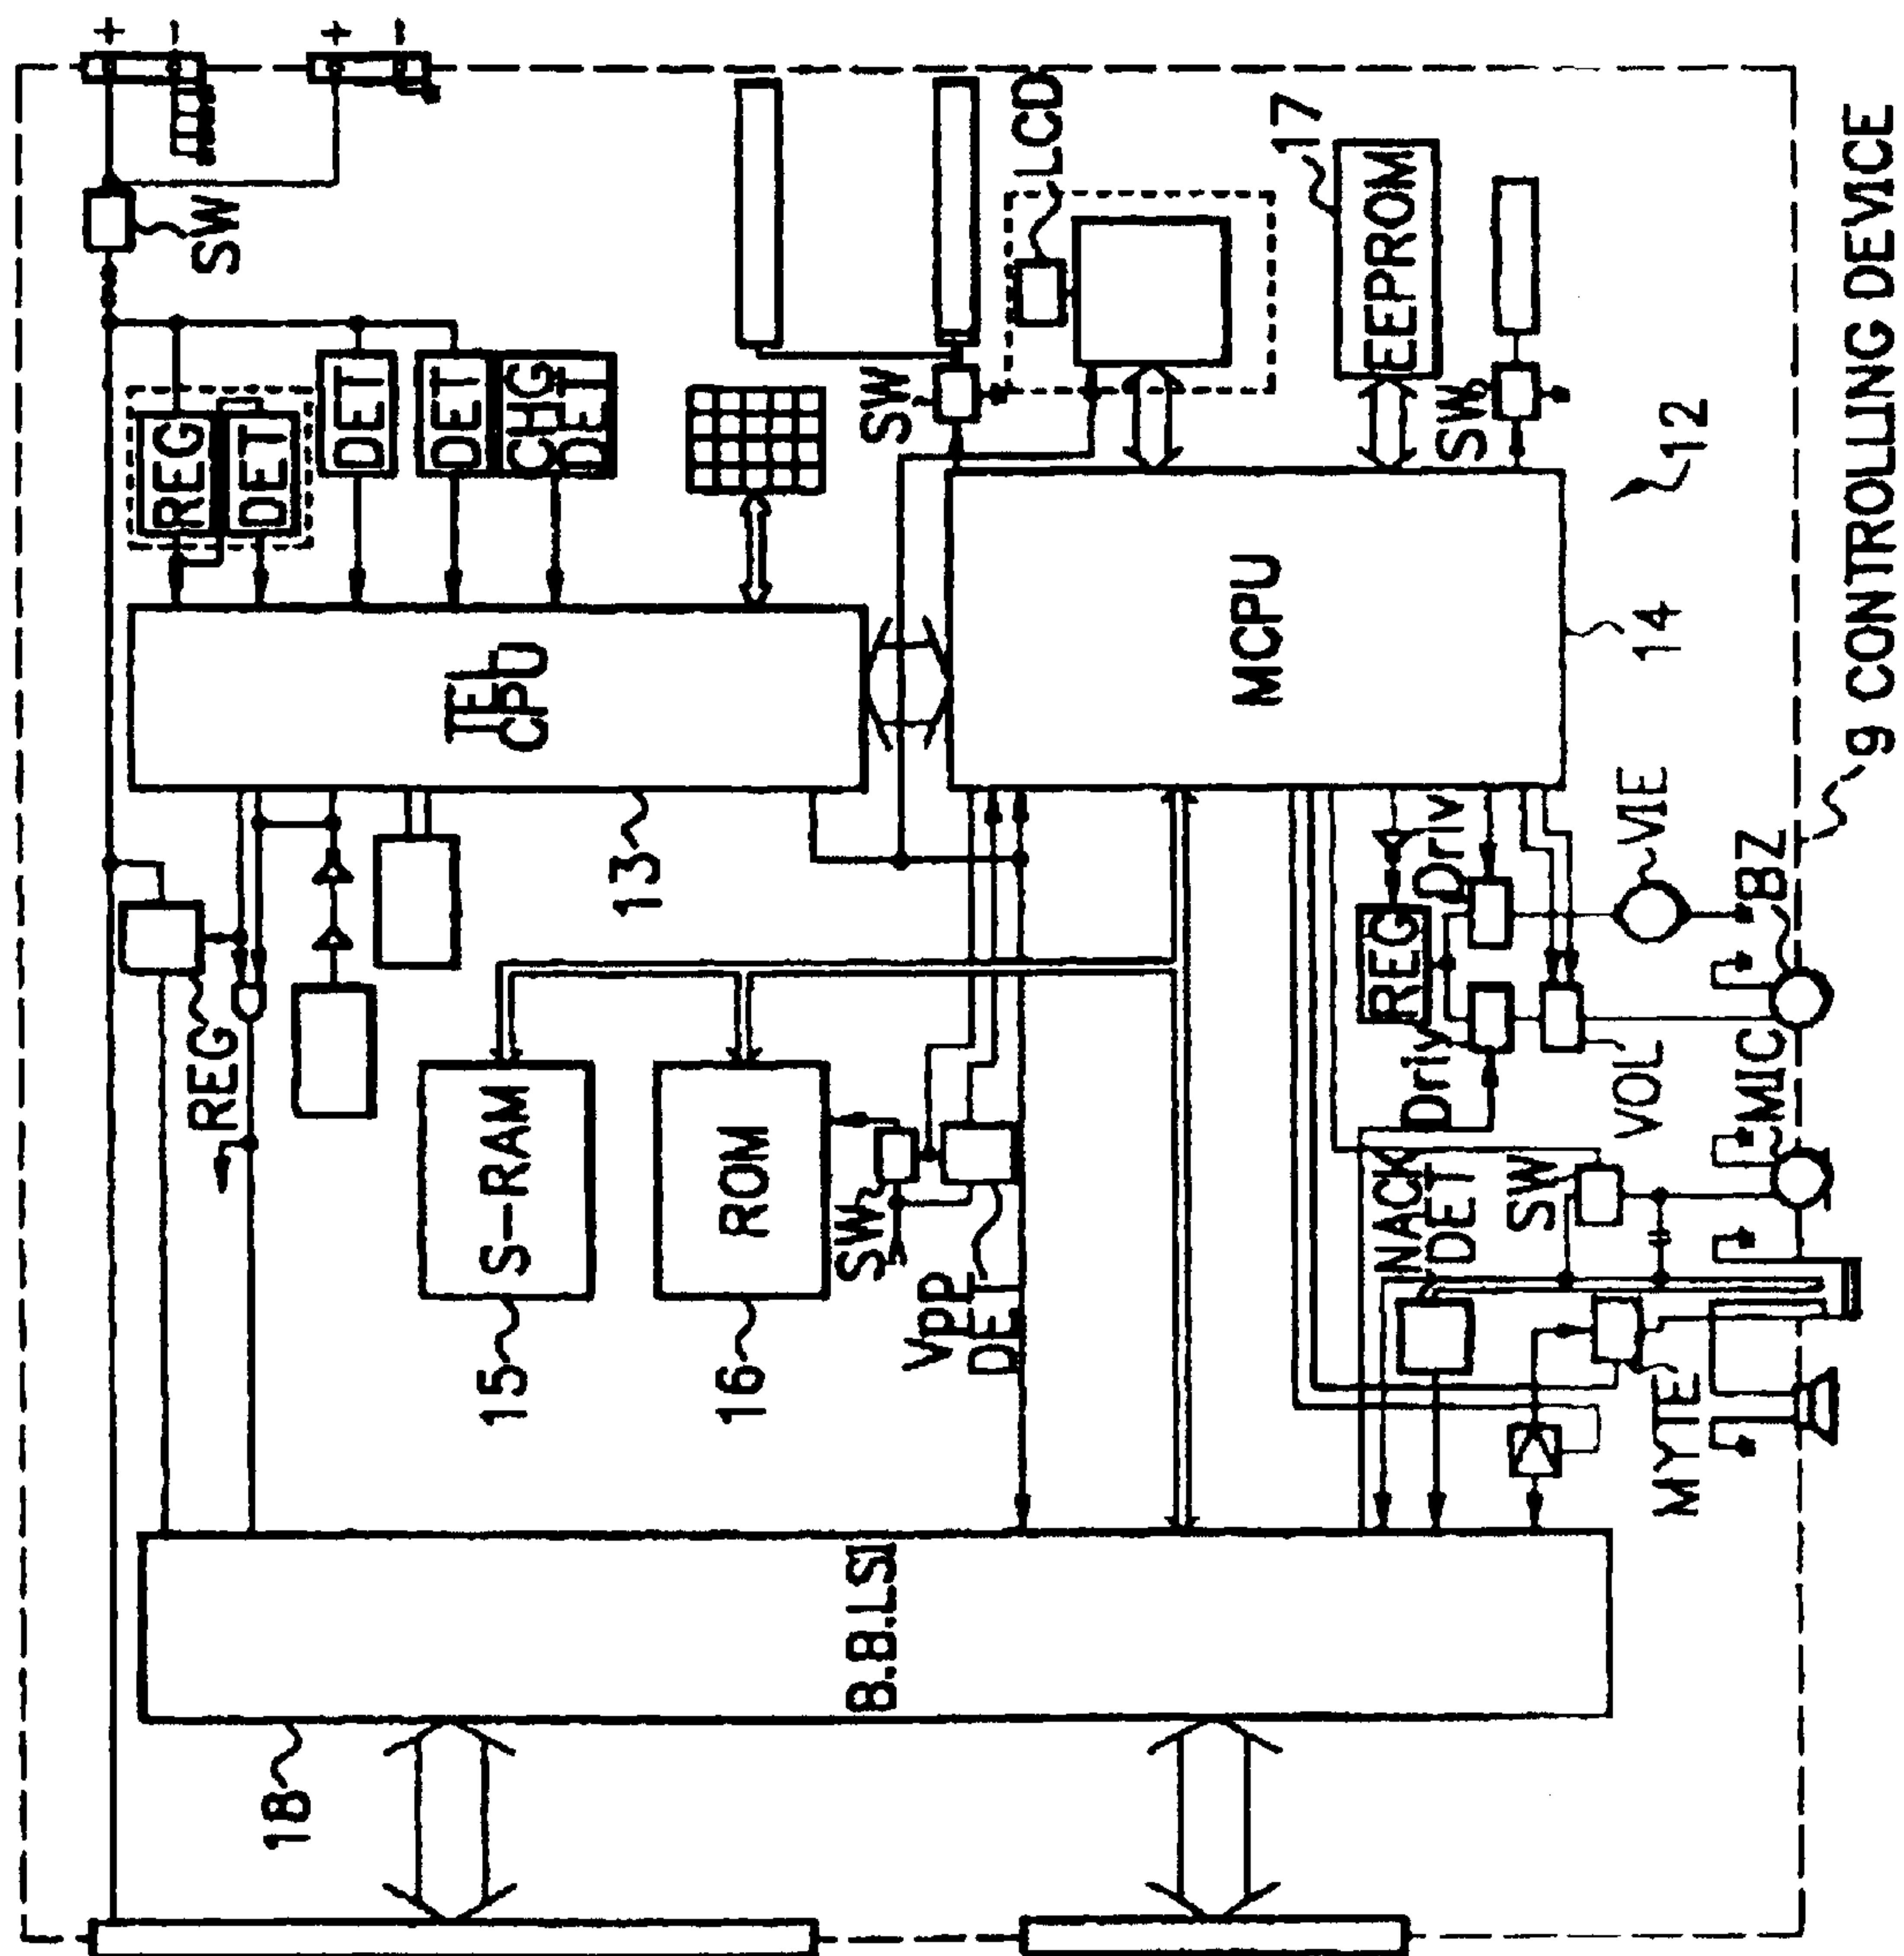 +
-
+
-
SW
REG
DET
DET
DET
CHG
DET
SW
LCD
17
EEPROM
SW
12
TEL
CPU
13
MCPU
14
REG
S-RAM
15
ROM
16
SW
VPP
DET
REG
Driv
Driv
VIE
VOL
BZ
MIC
SW
NACK
DET
MYTE
B.B.LSI
18
9 CONTROLLING DEVICE